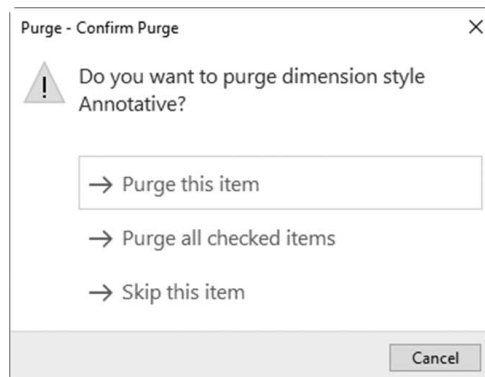 Purge - Confirm Purge
Do you want to purge dimension style
Annotative?
→ Purge this item
→ Purge all checked items
→ Skip this item
Cancel